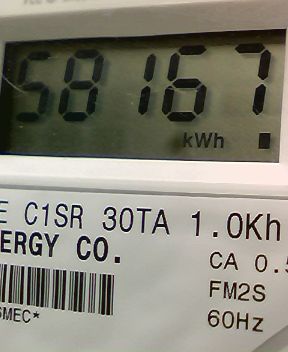 58167
kWh
E C1SR 30TA 1.0Kh
ERGY CO.
CA 0.5
FM2S
SMEC*
60Hz